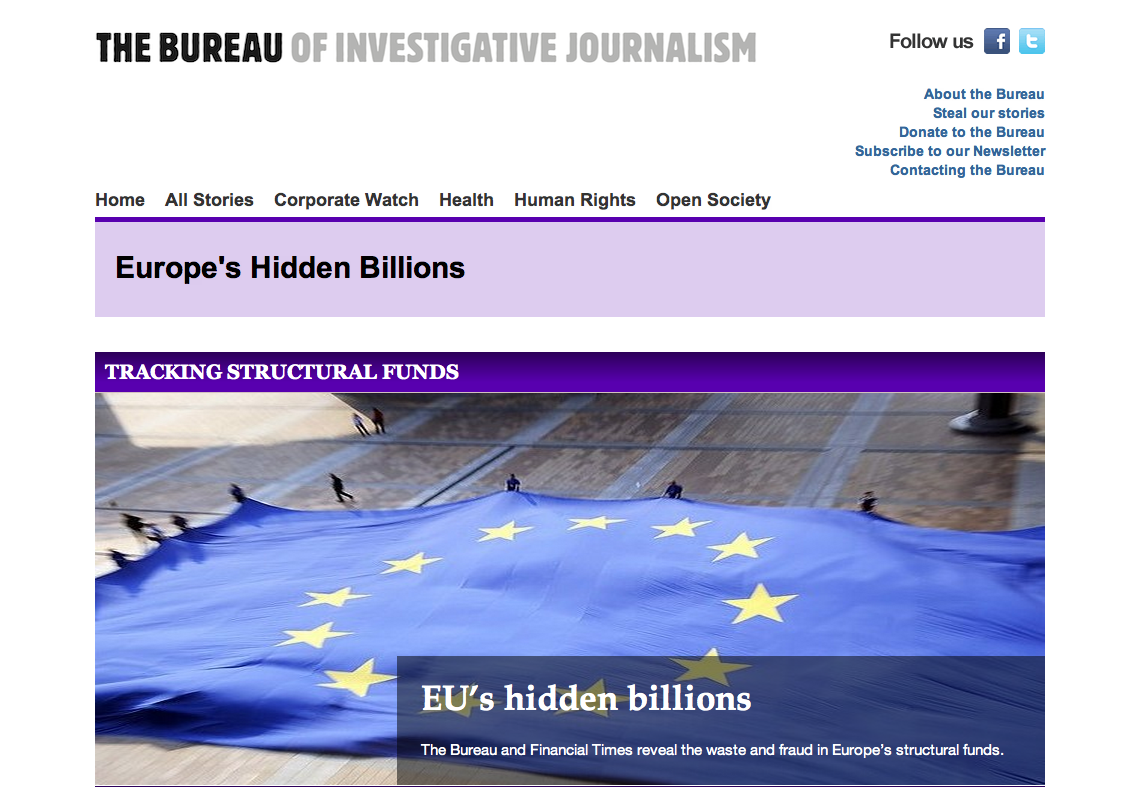 THE BUREAU OF INVESTIGATIVE JOURNALISM
Follow us
About the Bureau
Steal our stories
Donate to the Bureau
Subscribe to our Newsletter
Contacting the Bureau
Home All Stories Corporate Watch Health Human Rights Open Society
Europe's Hidden Billions
TRACKING STRUCTURAL FUNDS
EU’s hidden billions
The Bureau and Financial Times reveal the waste and fraud in Europe’s structural funds.